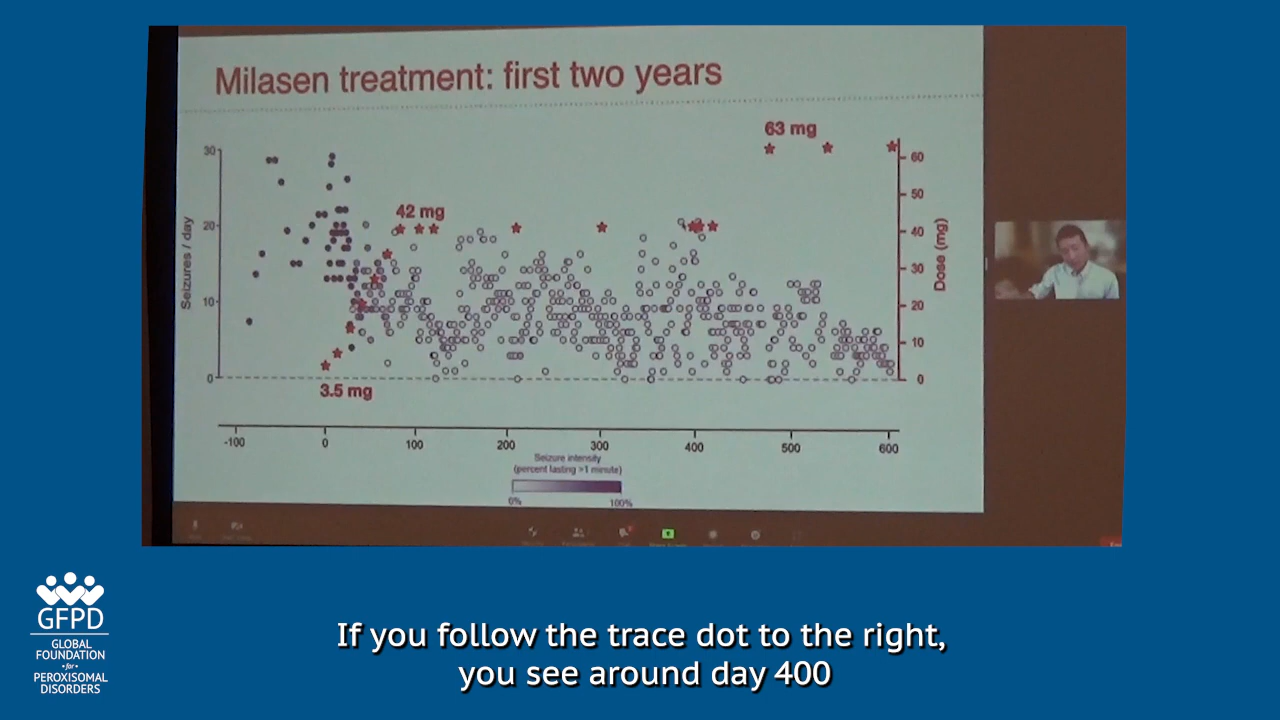 Milasen treatment: first two years
63 mg
30
60
50
42 mg
20
40
Seizures / day
Dose (mg)
30
10
20
10
0
0
3.5 mg
-100
0
100
200
300
400
500
600
Seizure intensity
(percent lasting >1 minute)
0%
100%
GFPD
GLOBAL
FOUNDATION
for
PEROXISOMAL
DISORDERS
If you follow the trace dot to the right,
you see around day 400